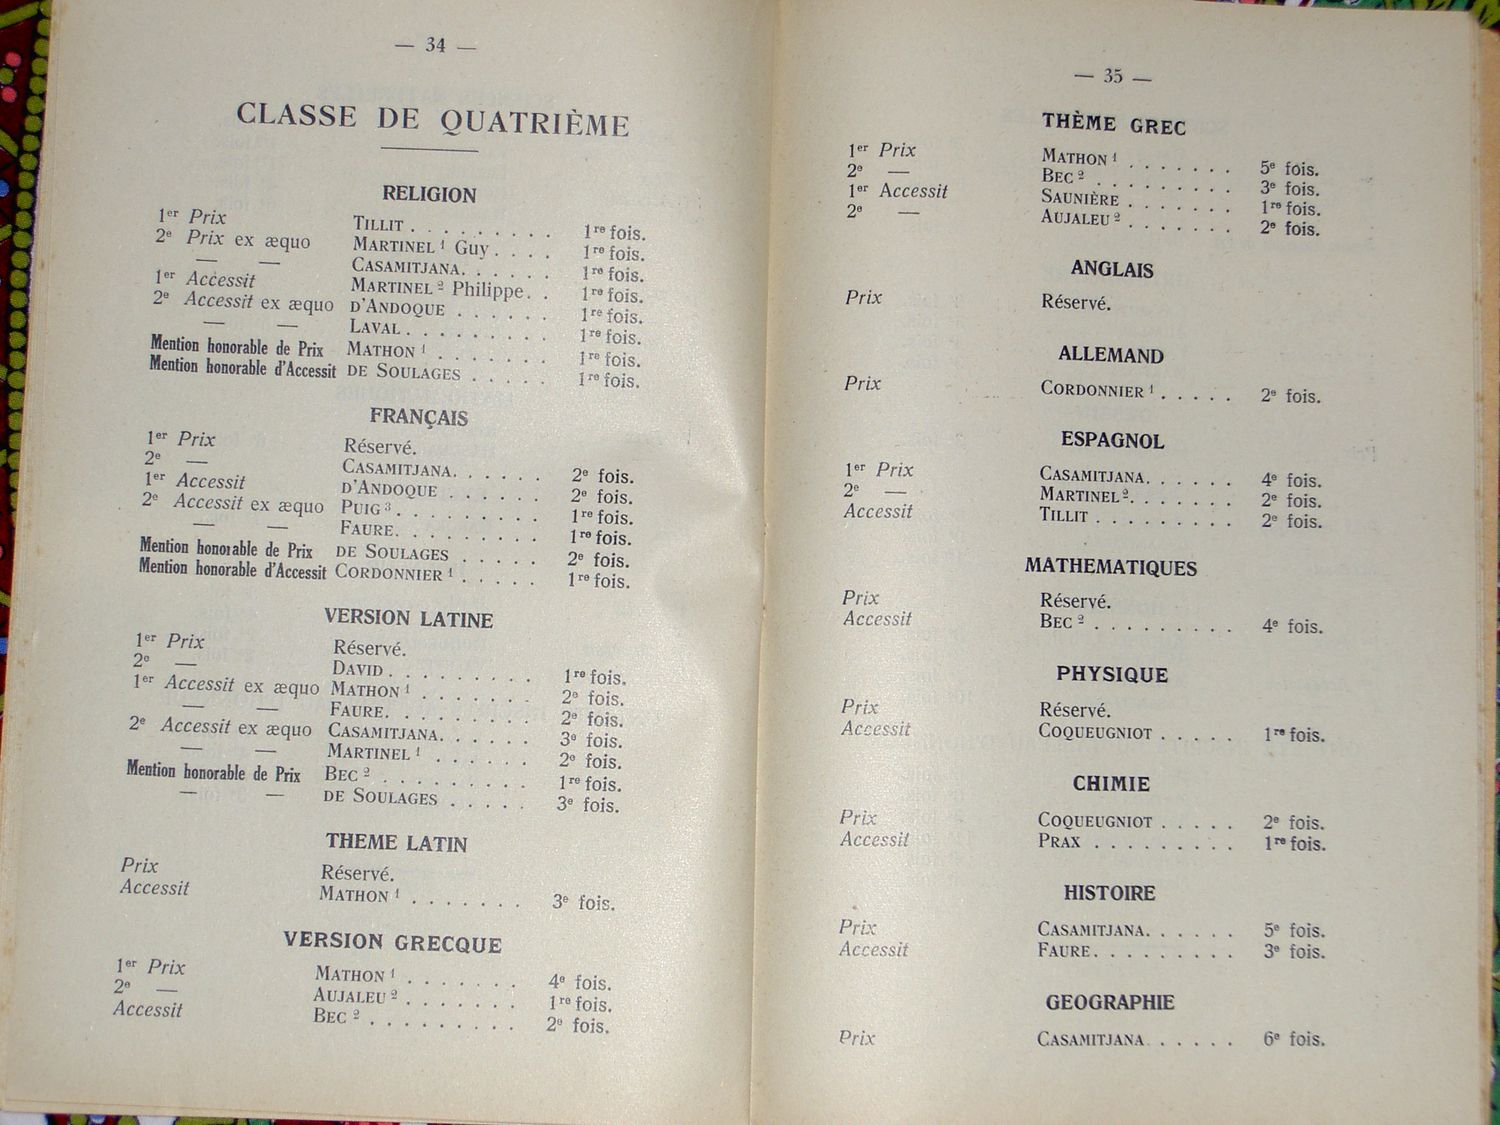 — 34 —
CLASSE DE QUATRIÈME
RELIGION
1er Prix TILLIT . . . . . . . . . 1re fois.
2e Prix ex æquo MARTINEL 1 Guy . . . . 1re fois.
— — CASAMITJANA. . . . . . 1re fois.
1er Accessit MARTINEL 2 Philippe. . 1re fois.
2e Accessit ex æquo D'ANDOQUE . . . . . . 1re fois.
— — LAVAL . . . . . . . . . 1re fois.
Mention honorable de Prix MATHON 1 . . . . . . . 1re fois.
Mention honorable d'Accessit DE SOULAGES . . . . . 1re fois.
FRANÇAIS
1er Prix Réservé.
2e — CASAMITJANA. . . . . . 2e fois.
1er Accessit D'ANDOQUE . . . . . . 2e fois.
2e Accessit ex æquo PUIG 3 . . . . . . . . . 1re fois.
— — FAURE. . . . . . . . . 1re fois.
Mention honorable de Prix DE SOULAGES . . . . . 2e fois.
Mention honorable d'Accessit CORDONNIER 1 . . . . . 1re fois.
VERSION LATINE
1er Prix Réservé.
2e — DAVID . . . . . . . . . 1re fois.
1er Accessit ex æquo MATHON 1 . . . . . . . 2e fois.
— — FAURE. . . . . . . . . 2e fois.
2e Accessit ex æquo CASAMITJANA. . . . . . 3e fois.
— — MARTINEL 1 . . . . . . 2e fois.
Mention honorable de Prix BEC 2 . . . . . . . . . 1re fois.
— — DE SOULAGES . . . . . 3e fois.
THEME LATIN
Prix Réservé.
Accessit MATHON 1 . . . . . . . 3e fois.
VERSION GRECQUE
1er Prix MATHON 1 . . . . . . . 4e fois.
2e — AUJALEU 2 . . . . . . . 1re fois.
Accessit BEC 2 . . . . . . . . . 2e fois.
— 35 —
THÈME GREC
1er Prix MATHON 1 . . . . . . . 5e fois.
2e — BEC 2 . . . . . . . . . 3e fois.
1er Accessit SAUNIÈRE . . . . . . . 1re fois.
2e — AUJALEU 2 . . . . . . . 2e fois.
ANGLAIS
Prix Réservé.
ALLEMAND
Prix CORDONNIER 1 . . . . . 2e fois.
ESPAGNOL
1er Prix CASAMITJANA. . . . . . 4e fois.
2e — MARTINEL 2. . . . . . . 2e fois.
Accessit TILLIT . . . . . . . . . 2e fois.
MATHEMATIQUES
Prix Réservé.
Accessit BEC 2 . . . . . . . . . 4e fois.
PHYSIQUE
Prix Réservé.
Accessit COQUEUGNIOT . . . . . 1re fois.
CHIMIE
Prix COQUEUGNIOT . . . . . 2e fois.
Accessit PRAX . . . . . . . . . 1re fois.
HISTOIRE
Prix CASAMITJANA. . . . . . 5e fois.
Accessit FAURE. . . . . . . . . 3e fois.
GEOGRAPHIE
Prix CASAMITJANA . . . . . . 6e fois.